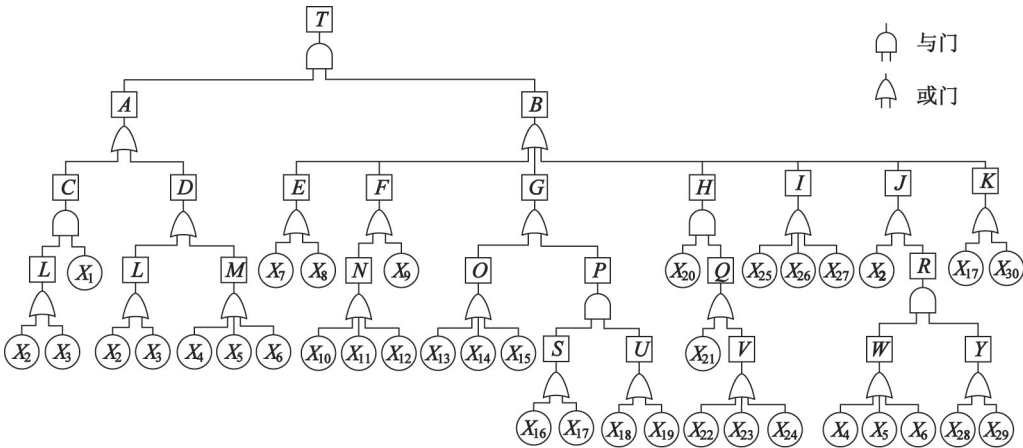 T
与门
或门
A B
C D E F G H I J K
L X1 L M X7 X8 N X9 O P X20 Q X25 X26 X27 X2 R X17 X30
X2 X3 X2 X3 X4 X5 X6 X10 X11 X12 X13 X14 X15 S U X21 V W Y
X16 X17 X18 X19 X22 X23 X24 X4 X5 X6 X28 X29